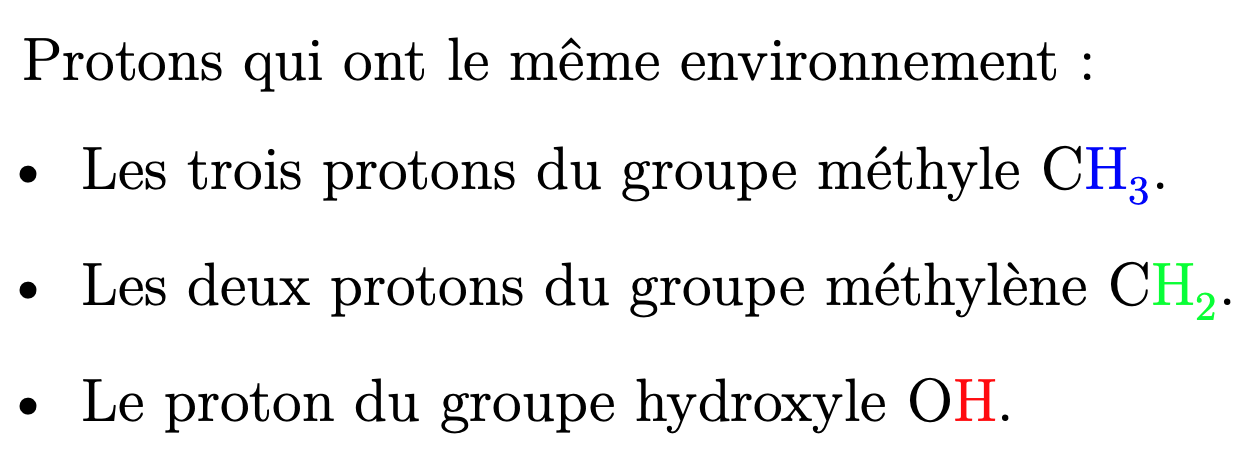 Protons qui ont le même environnement :
• Les trois protons du groupe méthyle CH₃.
• Les deux protons du groupe méthylène CH₂.
• Le proton du groupe hydroxyle OH.